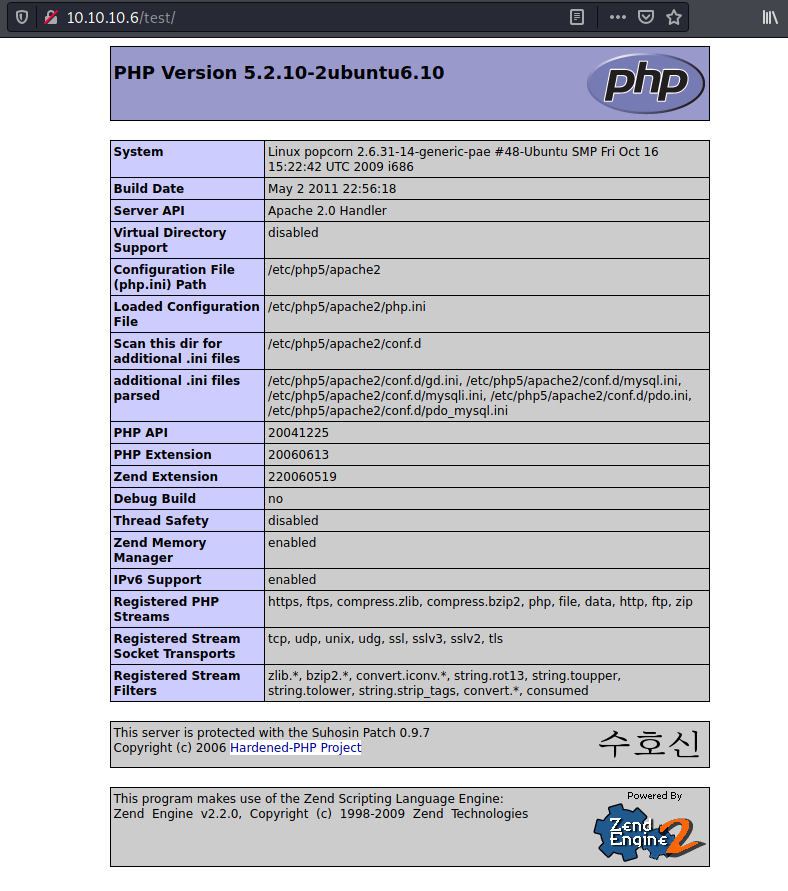 10.10.10.6/test/
PHP Version 5.2.10-2ubuntu6.10
php
System
Linux popcorn 2.6.31-14-generic-pae #48-Ubuntu SMP Fri Oct 16
15:22:42 UTC 2009 i686
Build Date
May 2 2011 22:56:18
Server API
Apache 2.0 Handler
Virtual Directory
Support
disabled
Configuration File
(php.ini) Path
/etc/php5/apache2
Loaded Configuration
File
/etc/php5/apache2/php.ini
Scan this dir for
additional .ini files
/etc/php5/apache2/conf.d
additional .ini files
parsed
/etc/php5/apache2/conf.d/gd.ini, /etc/php5/apache2/conf.d/mysql.ini,
/etc/php5/apache2/conf.d/mysqli.ini, /etc/php5/apache2/conf.d/pdo.ini,
/etc/php5/apache2/conf.d/pdo_mysql.ini
PHP API
20041225
PHP Extension
20060613
Zend Extension
220060519
Debug Build
no
Thread Safety
disabled
Zend Memory
Manager
enabled
IPv6 Support
enabled
Registered PHP
Streams
https, ftps, compress.zlib, compress.bzip2, php, file, data, http, ftp, zip
Registered Stream
Socket Transports
tcp, udp, unix, udg, ssl, sslv3, sslv2, tls
Registered Stream
Filters
zlib.*, bzip2.*, convert.iconv.*, string.rot13, string.toupper,
string.tolower, string.strip_tags, convert.*, consumed
This server is protected with the Suhosin Patch 0.9.7
Copyright (c) 2006 Hardened-PHP Project
수호신
This program makes use of the Zend Scripting Language Engine:
Zend Engine v2.2.0, Copyright (c) 1998-2009 Zend Technologies
Powered By
Zend
Engine 2